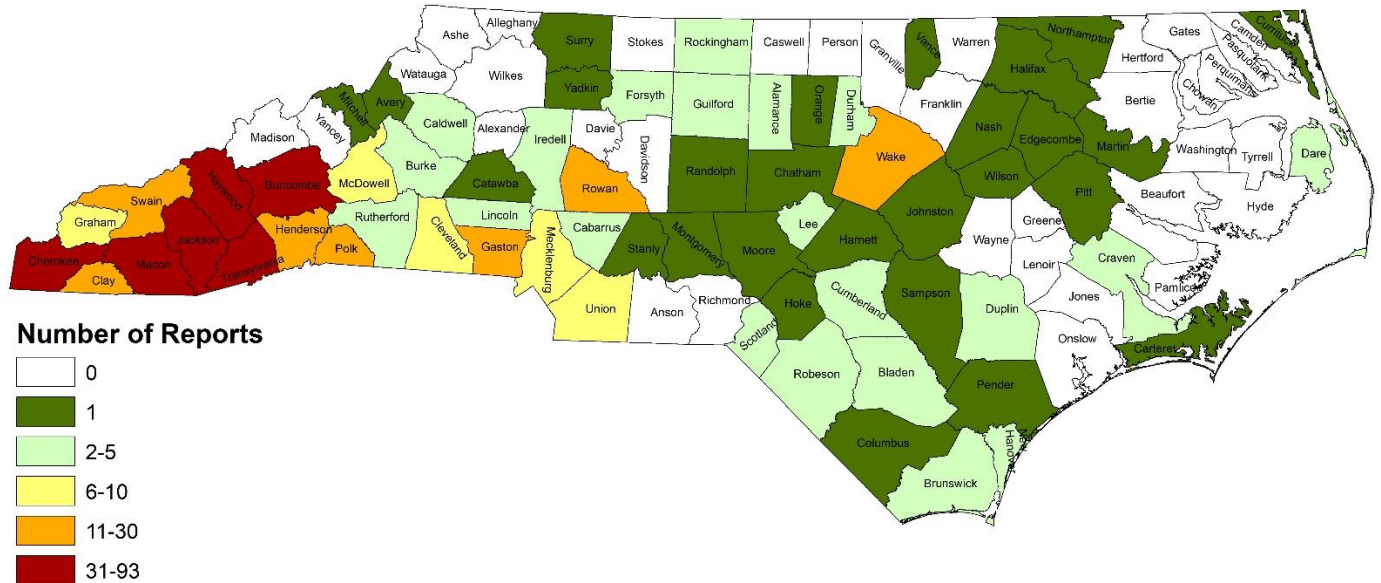 Ashe
Alleghany
Surry
Stokes
Rockingham
Caswell
Person
Granville
Vance
Warren
Northampton
Gates
Camden
Currituck
Pasquotank
Perquimans
Chowan
Hertford
Halifax
Watauga
Wilkes
Yadkin
Forsyth
Guilford
Alamance
Orange
Durham
Franklin
Bertie
Mitchell
Avery
Caldwell
Alexander
Iredell
Davie
Davidson
Nash
Edgecombe
Martin
Washington
Tyrrell
Dare
Madison
Yancey
Burke
McDowell
Catawba
Rowan
Randolph
Chatham
Wake
Wilson
Pitt
Beaufort
Hyde
Haywood
Buncombe
Swain
Graham
Rutherford
Lincoln
Cabarrus
Stanly
Montgomery
Moore
Lee
Harnett
Johnston
Greene
Wayne
Lenoir
Craven
Pamlico
Jackson
Henderson
Polk
Cleveland
Gaston
Mecklenburg
Cherokee
Clay
Macon
Transylvania
Union
Anson
Richmond
Hoke
Cumberland
Sampson
Duplin
Jones
Onslow
Carteret
Scotland
Robeson
Bladen
Pender
Columbus
Brunswick
New
Hanover
Number of Reports
0
1
2-5
6-10
11-30
31-93